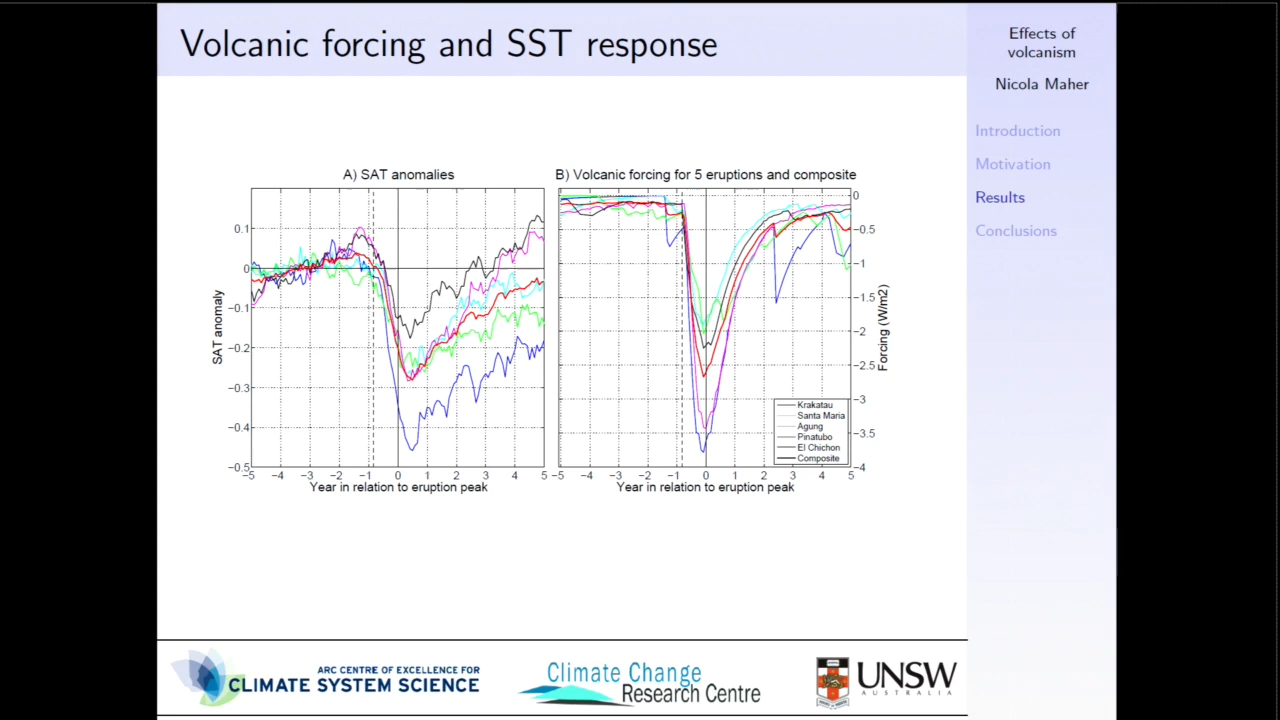 Volcanic forcing and SST response
Effects of
volcanism
Nicola Maher
Introduction
Motivation
Results
Conclusions
A) SAT anomalies
0.1
0
−0.1
−0.2
−0.3
−0.4
−0.5
SAT anomaly
−5 −4 −3 −2 −1 0 1 2 3 4 5
Year in relation to eruption peak
B) Volcanic forcing for 5 eruptions and composite
0
−0.5
−1
−1.5
−2
−2.5
−3
−3.5
−4
Forcing (W/m2)
Krakatau
Santa Maria
Agung
Pinatubo
El Chichon
Composite
−5 −4 −3 −2 −1 0 1 2 3 4 5
Year in relation to eruption peak
ARC CENTRE OF EXCELLENCE FOR
CLIMATE SYSTEM SCIENCE
Climate Change
Research Centre
UNSW
AUSTRALIA